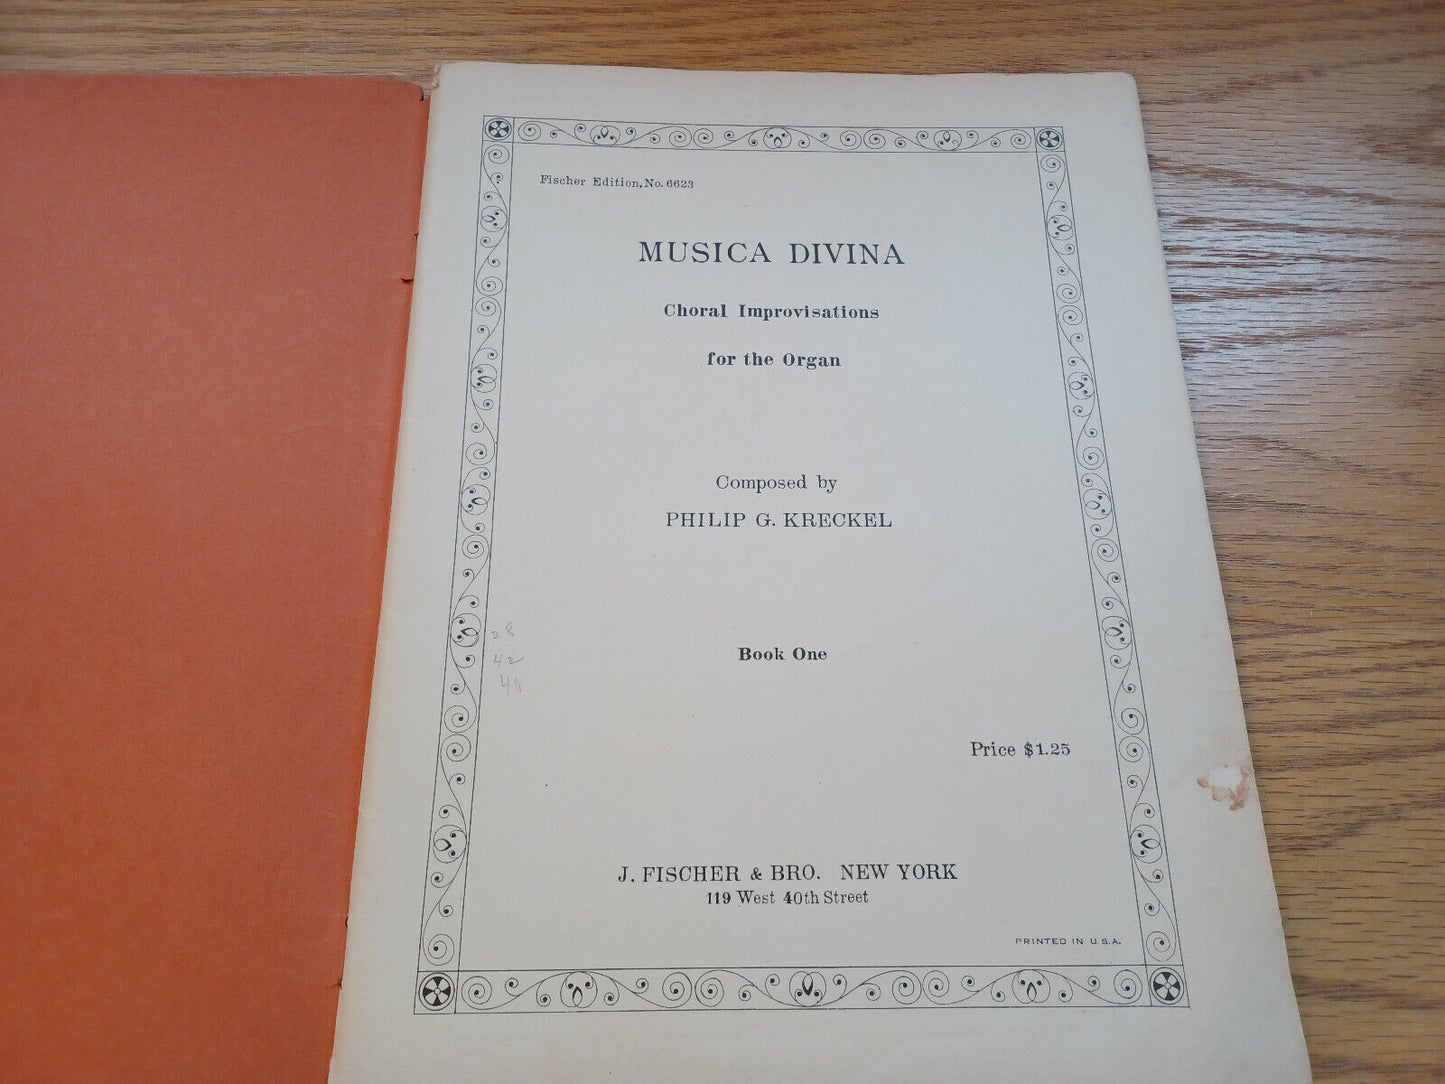 Fischer Edition, No. 6623
MUSICA DIVINA
Choral Improvisations
for the Organ
Composed by
PHILIP G. KRECKEL
Book One
42
Price $1.25
J. FISCHER & BRO. NEW YORK
119 West 40th Street
PRINTED IN U.S.A.